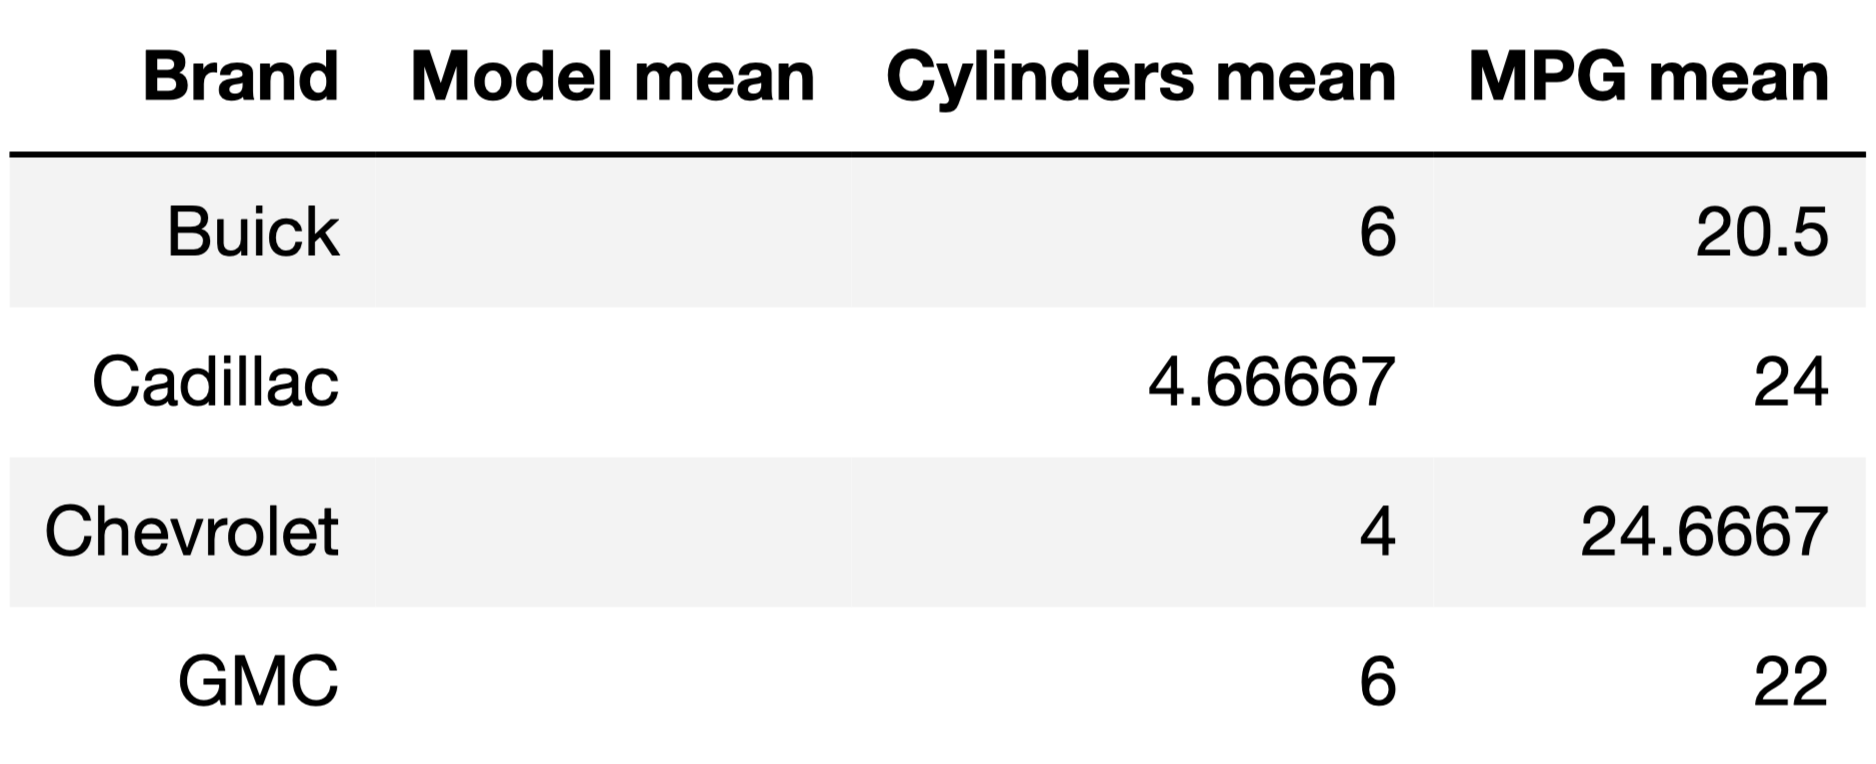 Brand Model mean Cylinders mean MPG mean
Buick 6 20.5
Cadillac 4.66667 24
Chevrolet 4 24.6667
GMC 6 22